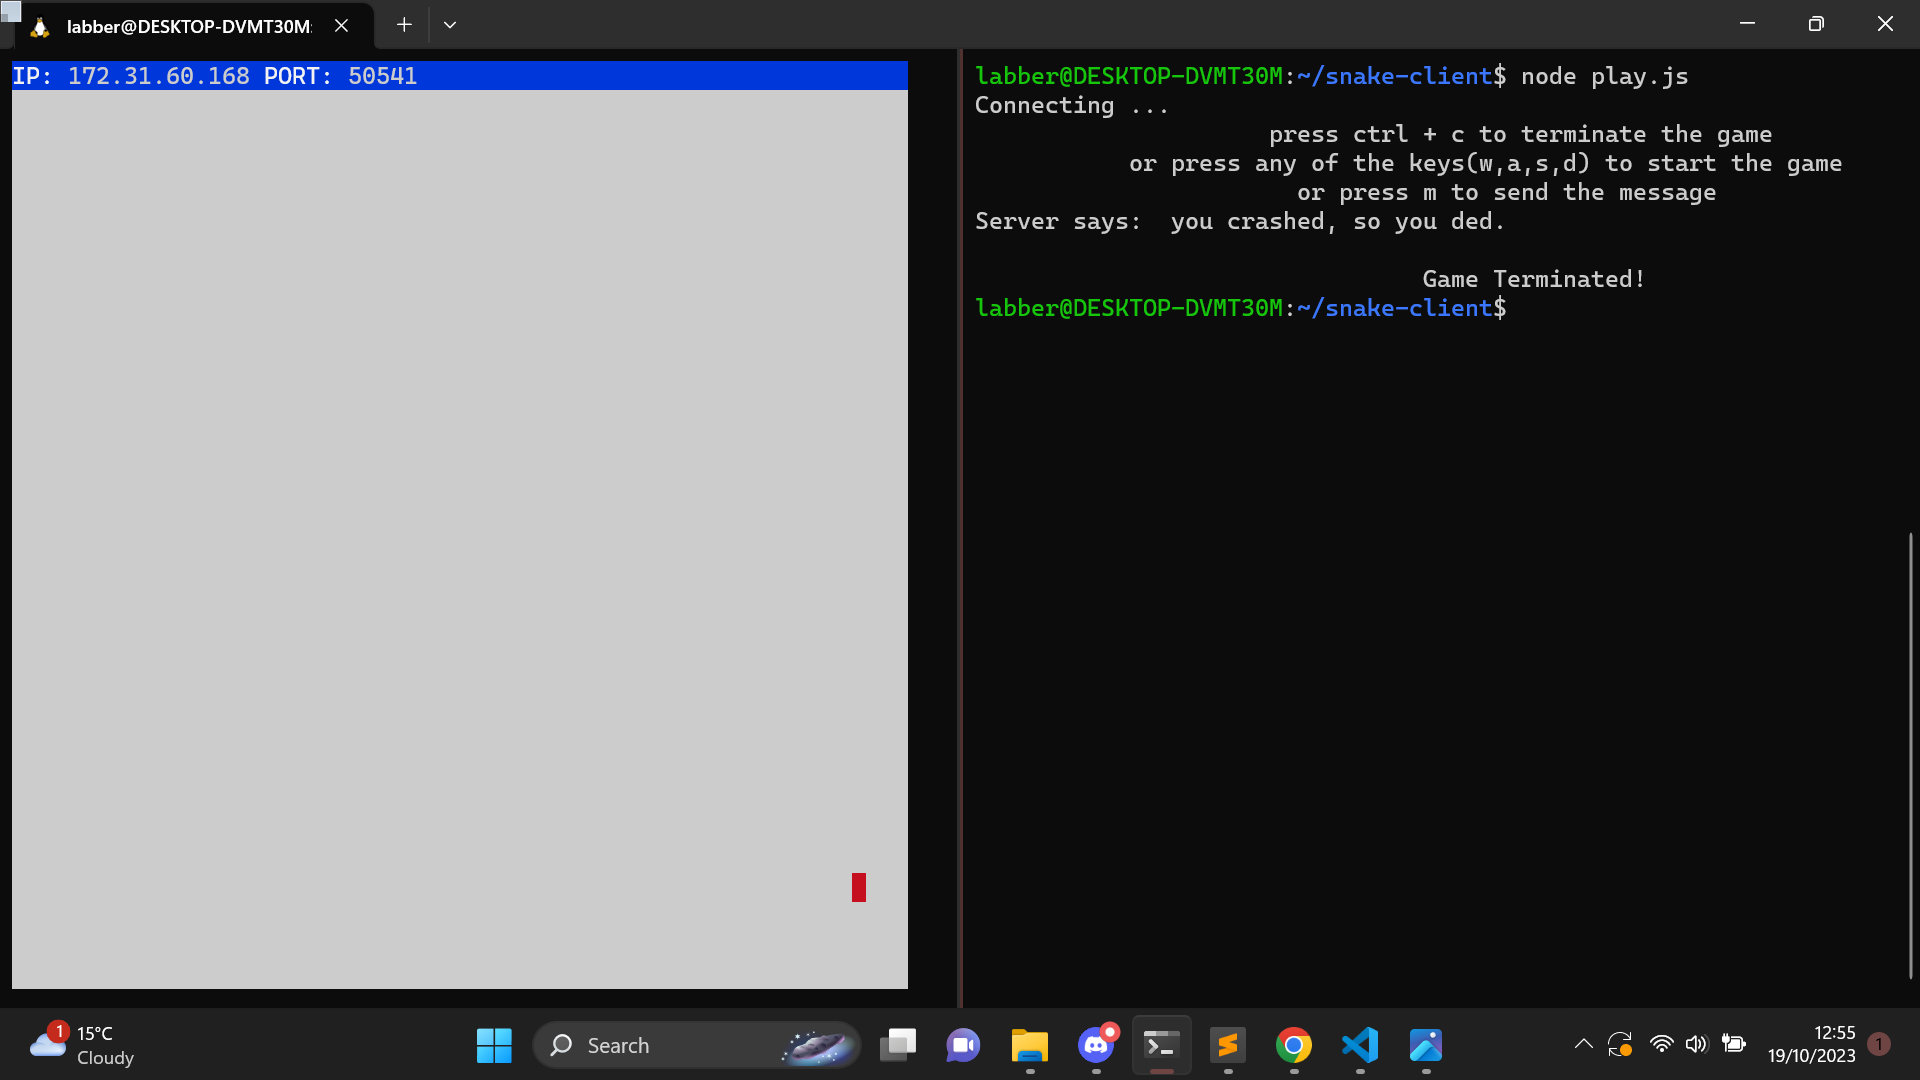 labber@DESKTOP-DVMT30M:
IP: 172.31.60.168 PORT: 50541
labber@DESKTOP-DVMT30M:~/snake-client$ node play.js
Connecting ...
press ctrl + c to terminate the game
or press any of the keys(w,a,s,d) to start the game
or press m to send the message
Server says:  you crashed, so you ded.
Game Terminated!
labber@DESKTOP-DVMT30M:~/snake-client$
1
15°C
Cloudy
Search
12:55
19/10/2023
1